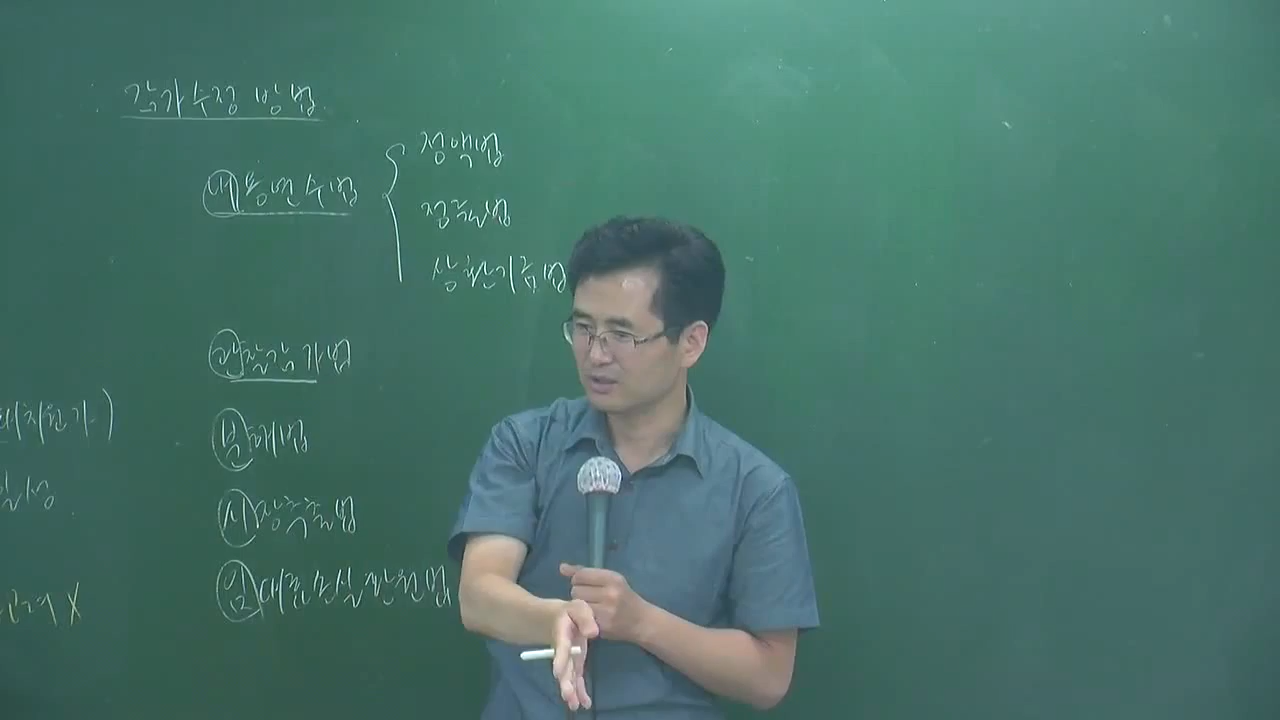 감가수정 방법
내용년수법
정액법
정률법
상환기금법
관찰감가법
분해법
시장추출법
임대료손실환원법